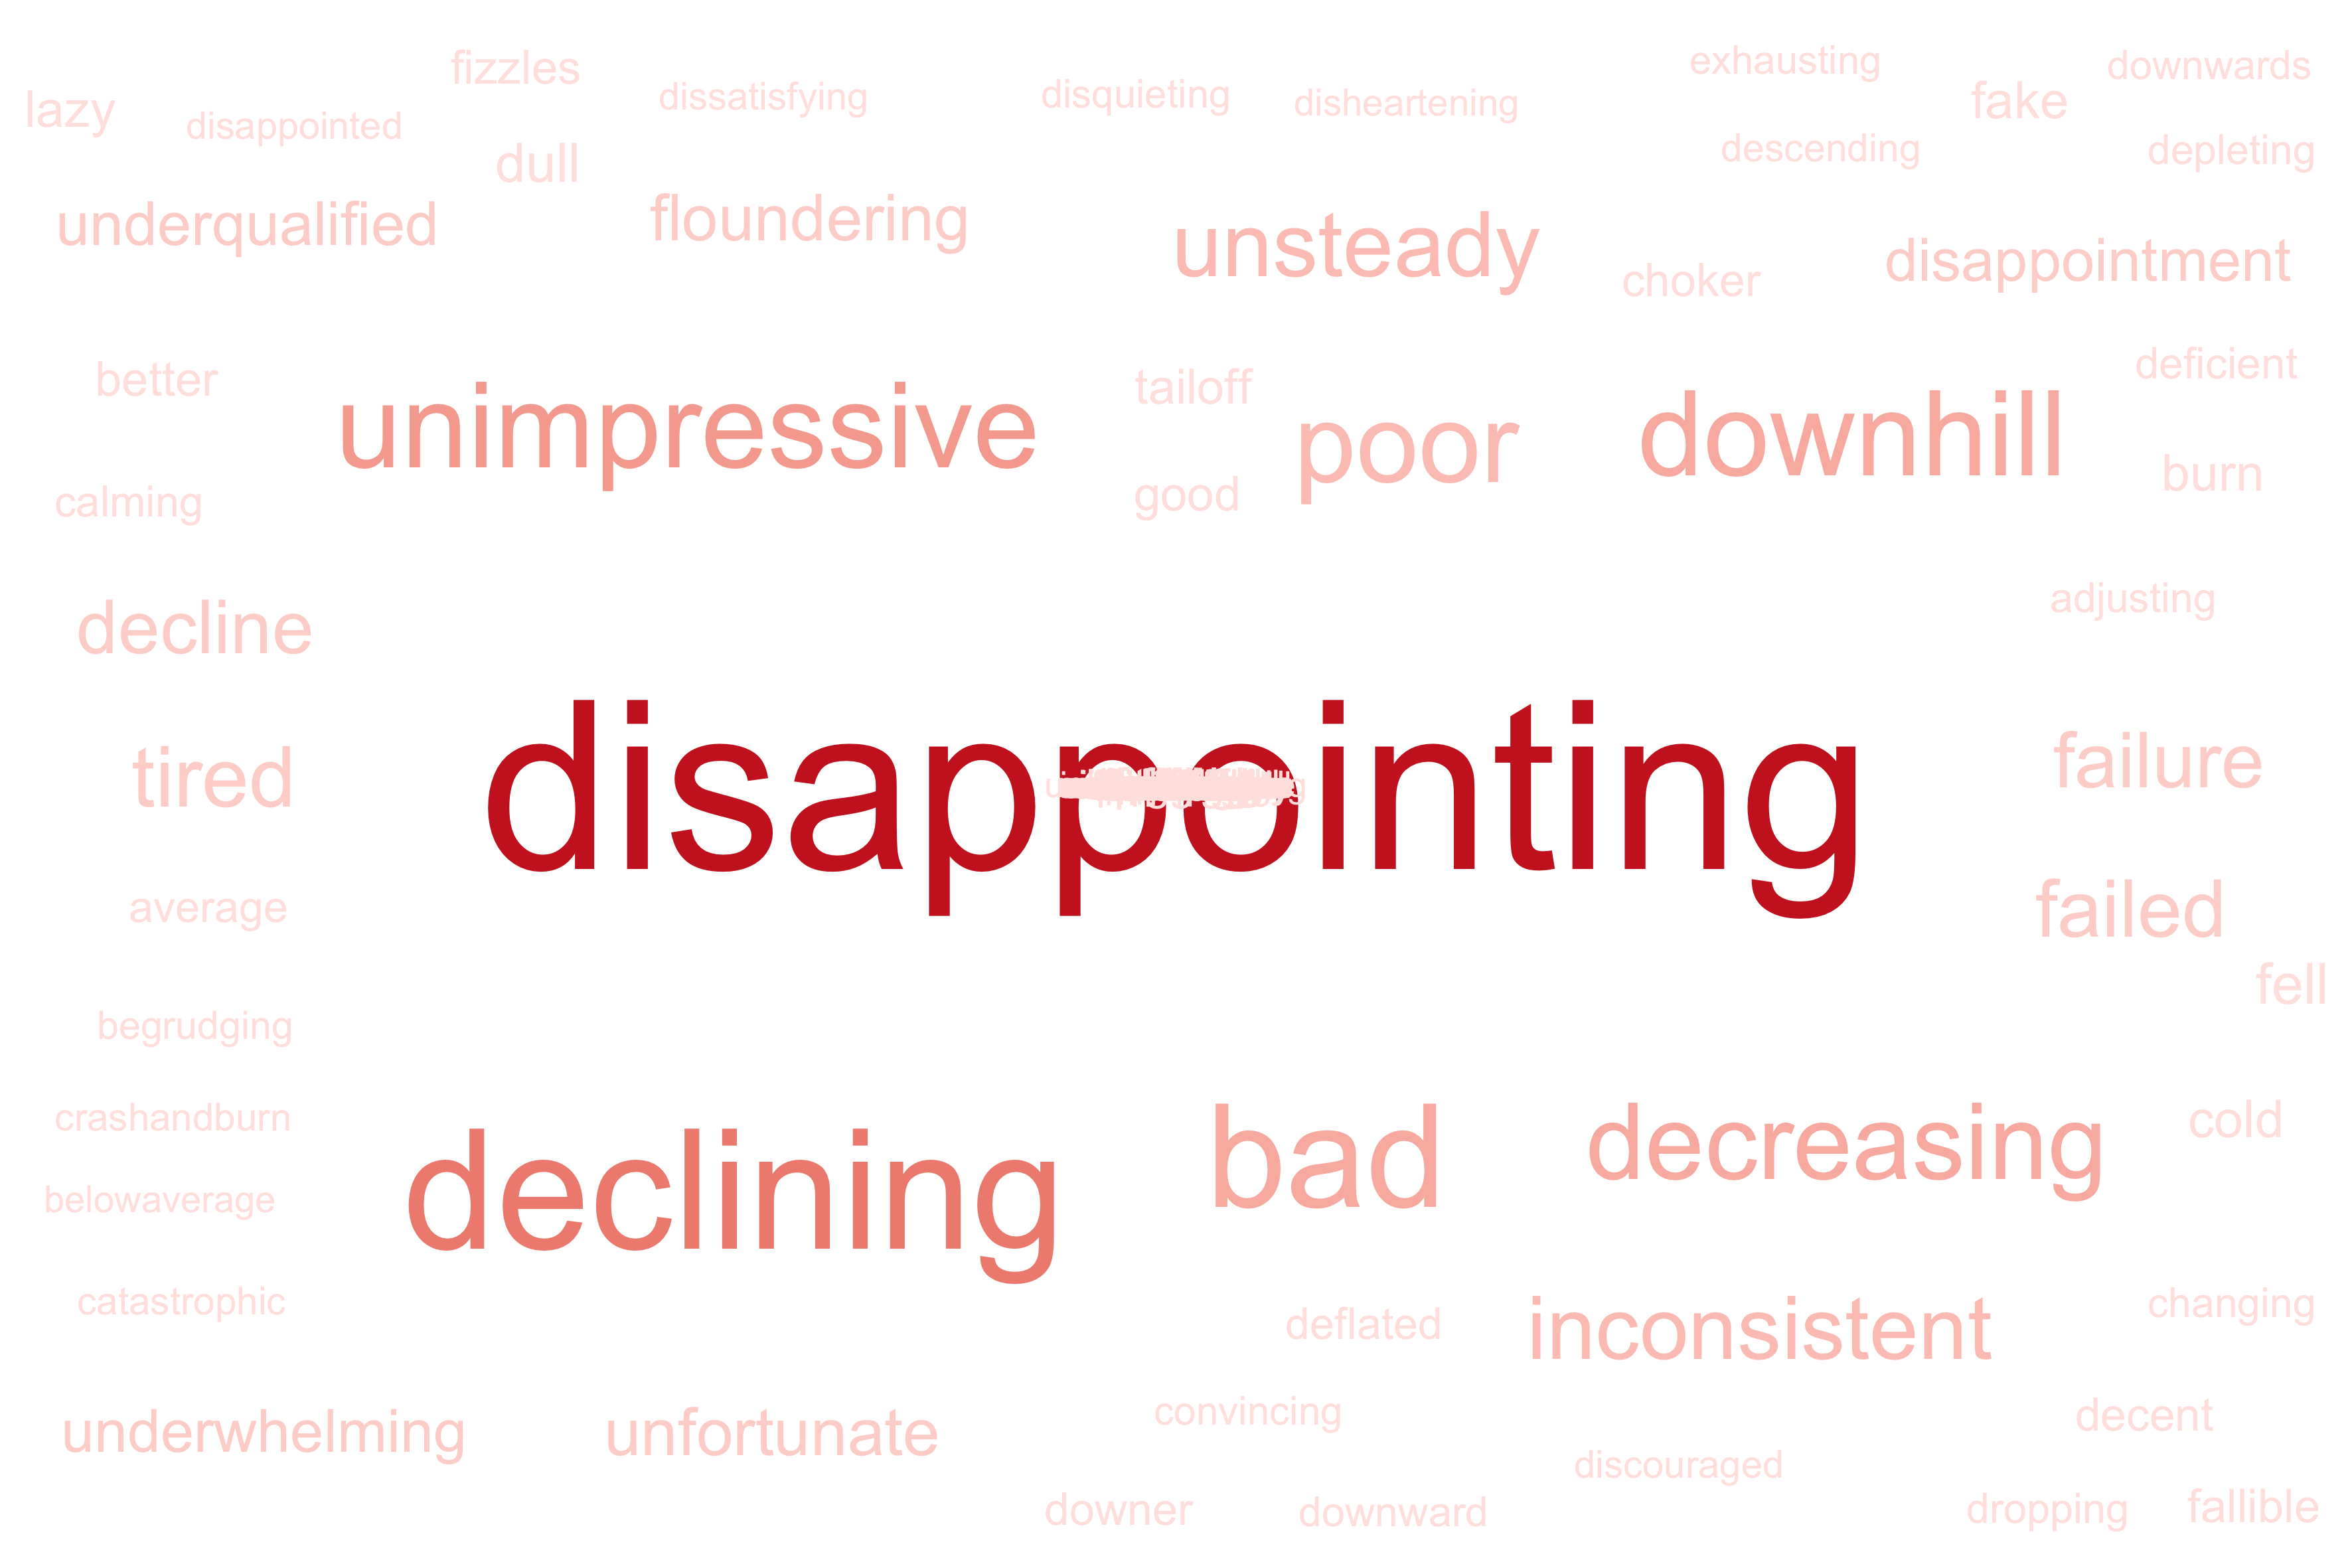 fizzles
exhausting
downwards
lazy
disappointed
dissatisfying
disquieting
disheartening
fake
dull
descending
depleting
underqualified
floundering
unsteady
choker
disappointment
better
unimpressive
tailoff
poor
downhill
deficient
calming
good
burn
decline
adjusting
tired
disappointing
failure
average
failed
fell
begrudging
crashandburn
declining
bad
decreasing
cold
belowaverage
catastrophic
deflated
inconsistent
changing
underwhelming
unfortunate
convincing
decent
discouraged
downer
downward
dropping
fallible